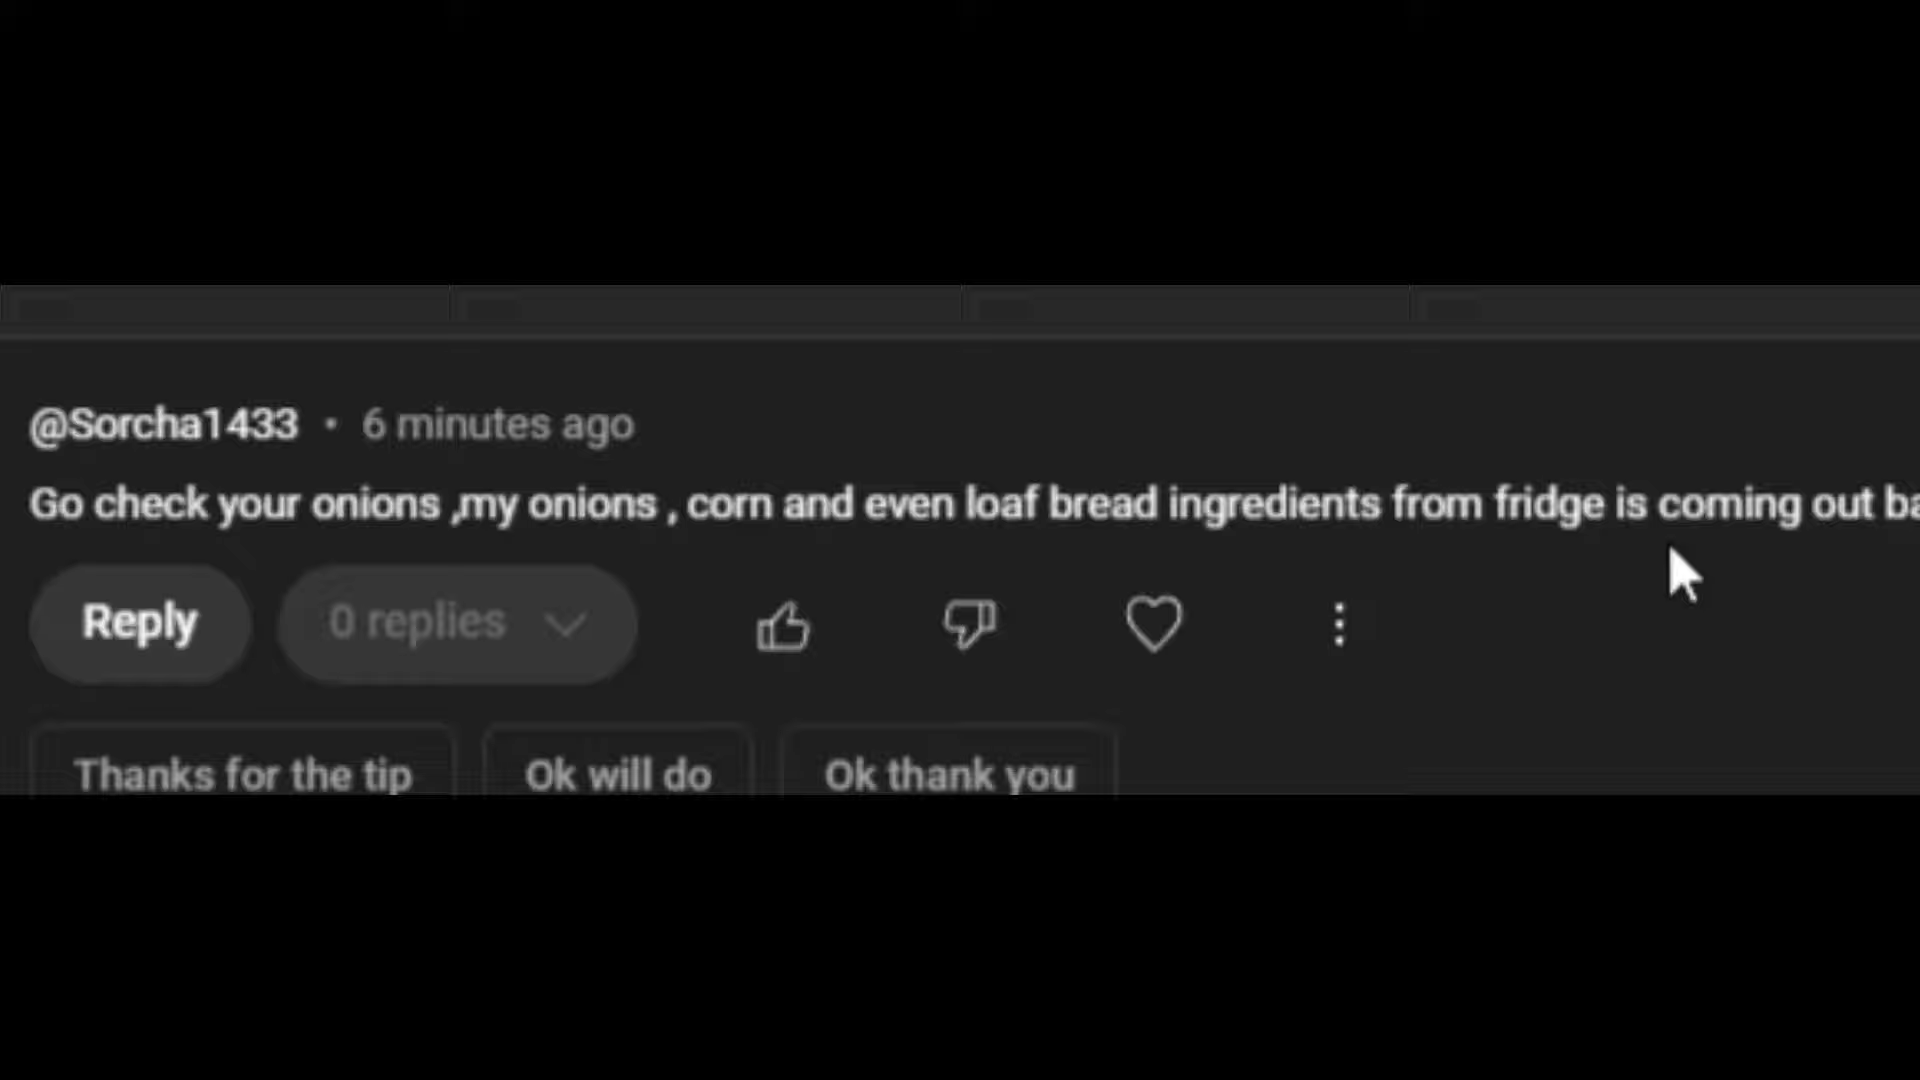 @Sorcha1433 • 6 minutes ago
Go check your onions ,my onions , corn and even loaf bread ingredients from fridge is coming out ba
Reply 0 replies
Thanks for the tip Ok will do Ok thank you